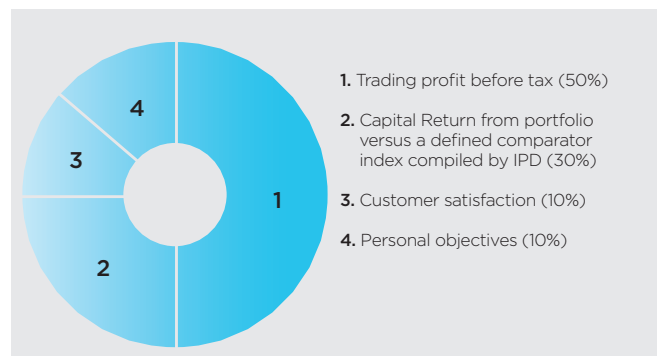 4
3
1
2
1. Trading profit before tax (50%)
2. Capital Return from portfolio
versus a defined comparator
index compiled by IPD (30%)
3. Customer satisfaction (10%)
4. Personal objectives (10%)